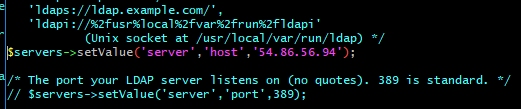 'ldaps://ldap.example.com/',
'ldapi://%2fusr%local%2fvar%2frun%2fldapi'
(Unix socket at /usr/local/var/run/ldap) */
$servers->setValue('server','host','54.86.56.94');
/* The port your LDAP server listens on (no quotes). 389 is standard. */
// $servers->setValue('server','port',389);